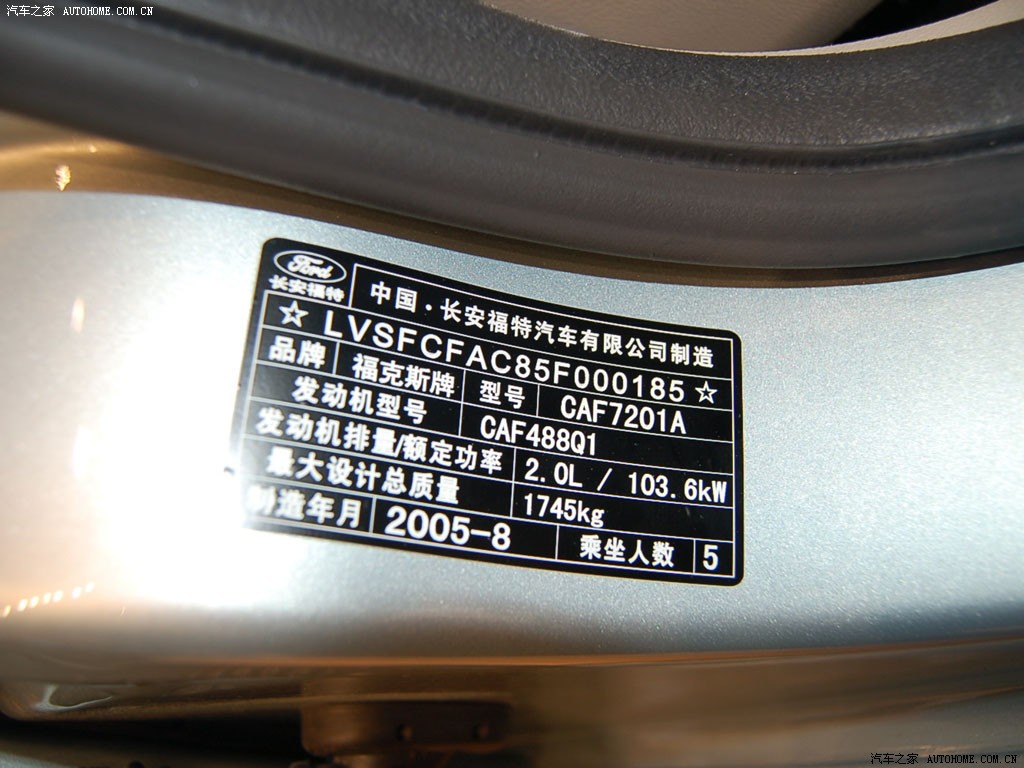 汽车之家 AUTOHOME.COM.CN
Ford
长安福特
中国·长安福特汽车有限公司制造
☆ LVSFCFAC85F000185 ☆
品牌 福克斯牌 型号 CAF7201A
发动机型号 CAF488Q1
发动机排量/额定功率 2.0L / 103.6kW
最大设计总质量 1745kg
制造年月 2005-8 乘坐人数 5
汽车之家 AUTOHOME.COM.CN